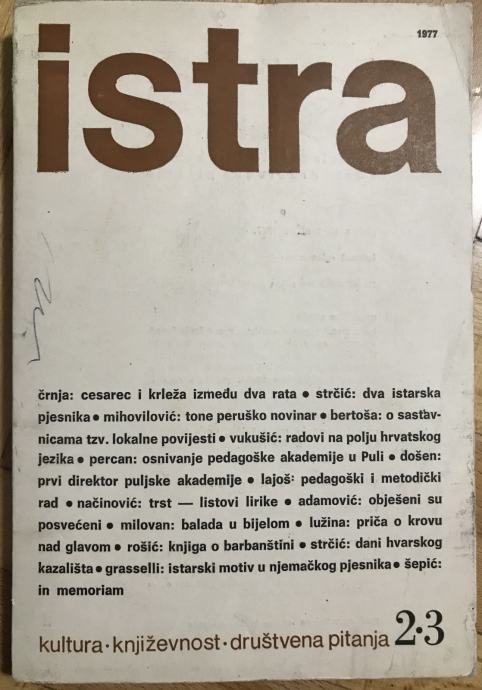 1977
istra
črnja: cesarec i krleža između dva rata • strčić: dva istarska
pjesnika • mihovilović: tone peruško novinar • bertoša: o sastav-
nicama tzv. lokalne povijesti • vukušić: radovi na polju hrvatskog
jezika • percan: osnivanje pedagoške akademije u Puli • došen:
prvi direktor puljske akademije • lajoš: pedagoški i metodički
rad • načinović: trst — listovi lirike • adamović: obješeni su
posvećeni • milovan: balada u bijelom • lužina: priča o krovu
nad glavom • rošić: knjiga o barbanštini • strčić: dani hvarskog
kazališta • grasselli: istarski motiv u njemačkog pjesnika • šepić:
in memoriam
kultura · književnost · društvena pitanja 2·3